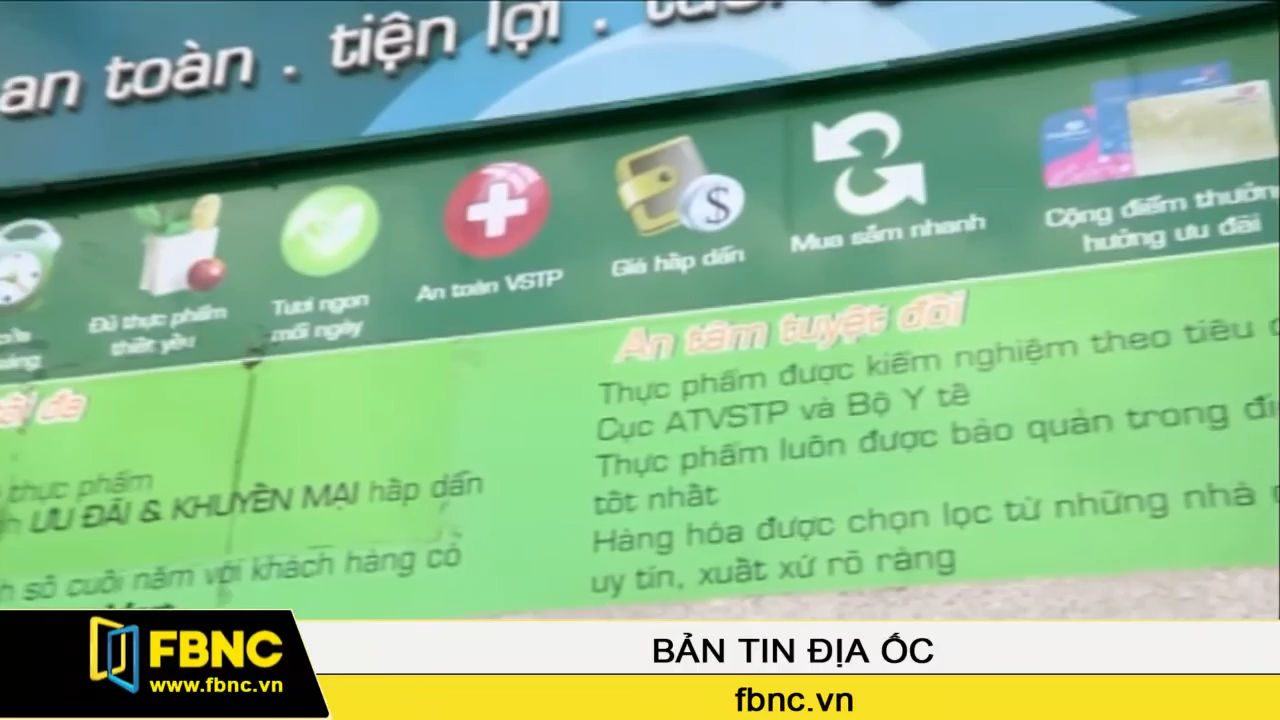 an toàn . tiện lợi .
Đủ thực phẩm
thiết yếu
Tươi ngon
mỗi ngày
An toàn VSTP
Giá hấp dẫn
Mua sắm nhanh
Cộng điểm thưởng
hưởng ưu đãi
An tâm tuyệt đối
Thực phẩm được kiểm nghiệm theo tiêu
Cục ATVSTP và Bộ Y tế
Thực phẩm luôn được bảo quản trong
tốt nhất
Hàng hóa được chọn lọc từ những nhà
uy tín, xuất xứ rõ ràng
đa
thực phẩm
ƯU ĐÃI & KHUYẾN MẠI hấp dẫn
số cuối năm với khách hàng có
FBNC
www.fbnc.vn
BẢN TIN ĐỊA ỐC
fbnc.vn